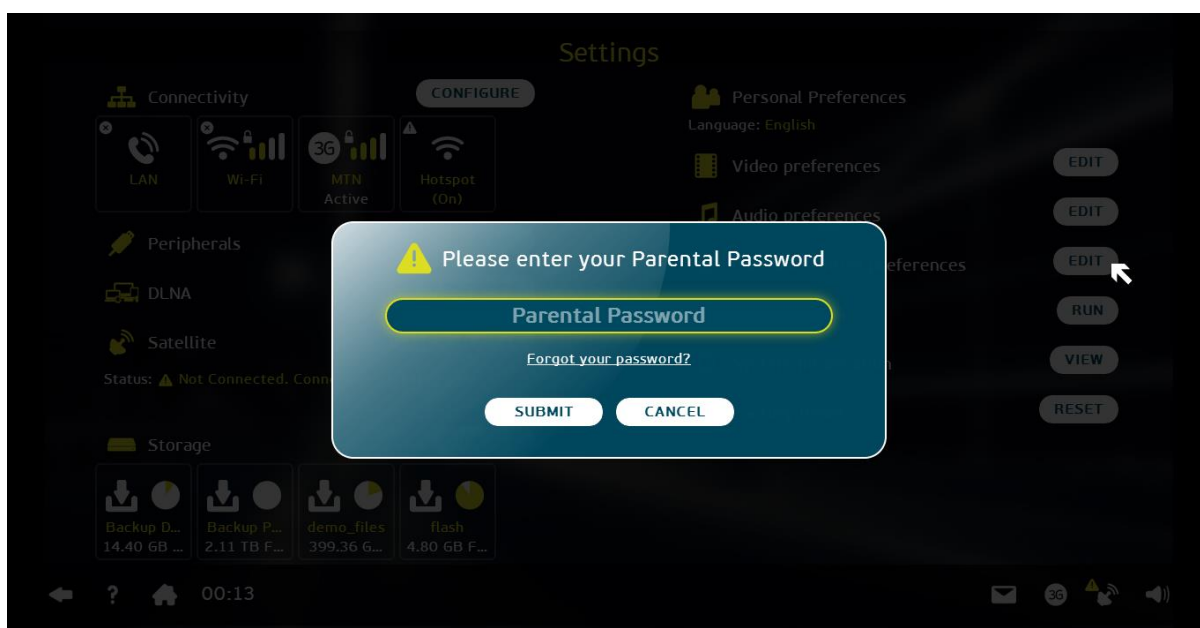 Settings
Connectivity
CONFIGURE
LAN
Wi-Fi
3G
MTN
Active
Hotspot
(On)
Peripherals
DLNA
Satellite
Status: Not Connected. Conn
Storage
Backup D...
14.40 GB ...
Backup P...
2.11 TB F...
demo_files
399.36 G...
flash
4.80 GB F...
Personal Preferences
Language: English
Video preferences
EDIT
Audio preferences
EDIT
eferences
EDIT
RUN
VIEW
RESET
Please enter your Parental Password
Parental Password
Forgot your password?
SUBMIT
CANCEL
?
00:13
3G